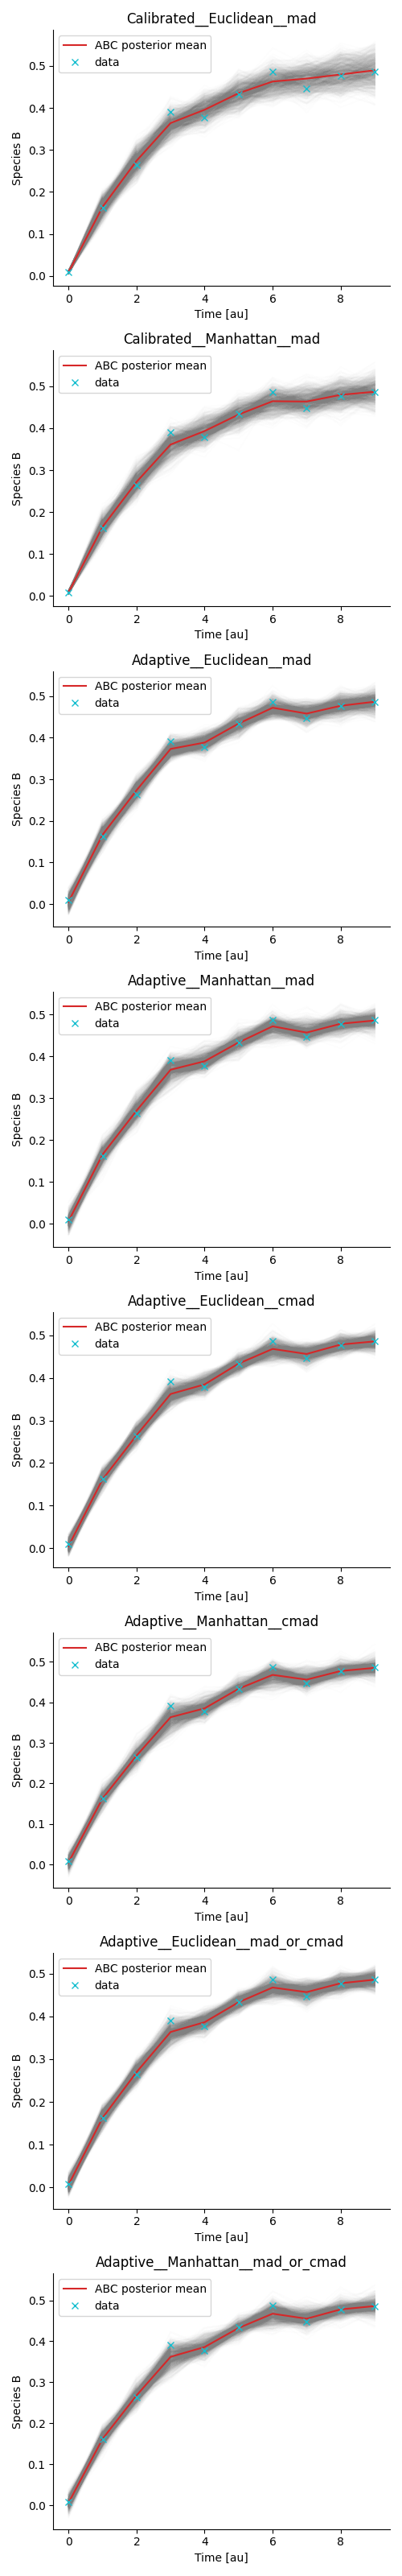 Calibrated__Euclidean__mad
ABC posterior mean
data
0.5
0.4
0.3
0.2
0.1
0.0
Species B
0 2 4 6 8
Time [au]
Calibrated__Manhattan__mad
ABC posterior mean
data
0.5
0.4
0.3
0.2
0.1
0.0
Species B
0 2 4 6 8
Time [au]
Adaptive__Euclidean__mad
ABC posterior mean
data
0.5
0.4
0.3
0.2
0.1
0.0
Species B
0 2 4 6 8
Time [au]
Adaptive__Manhattan__mad
ABC posterior mean
data
0.5
0.4
0.3
0.2
0.1
0.0
Species B
0 2 4 6 8
Time [au]
Adaptive__Euclidean__cmad
ABC posterior mean
data
0.5
0.4
0.3
0.2
0.1
0.0
Species B
0 2 4 6 8
Time [au]
Adaptive__Manhattan__cmad
ABC posterior mean
data
0.5
0.4
0.3
0.2
0.1
0.0
Species B
0 2 4 6 8
Time [au]
Adaptive__Euclidean__mad_or_cmad
ABC posterior mean
data
0.5
0.4
0.3
0.2
0.1
0.0
Species B
0 2 4 6 8
Time [au]
Adaptive__Manhattan__mad_or_cmad
ABC posterior mean
data
0.5
0.4
0.3
0.2
0.1
0.0
Species B
0 2 4 6 8
Time [au]